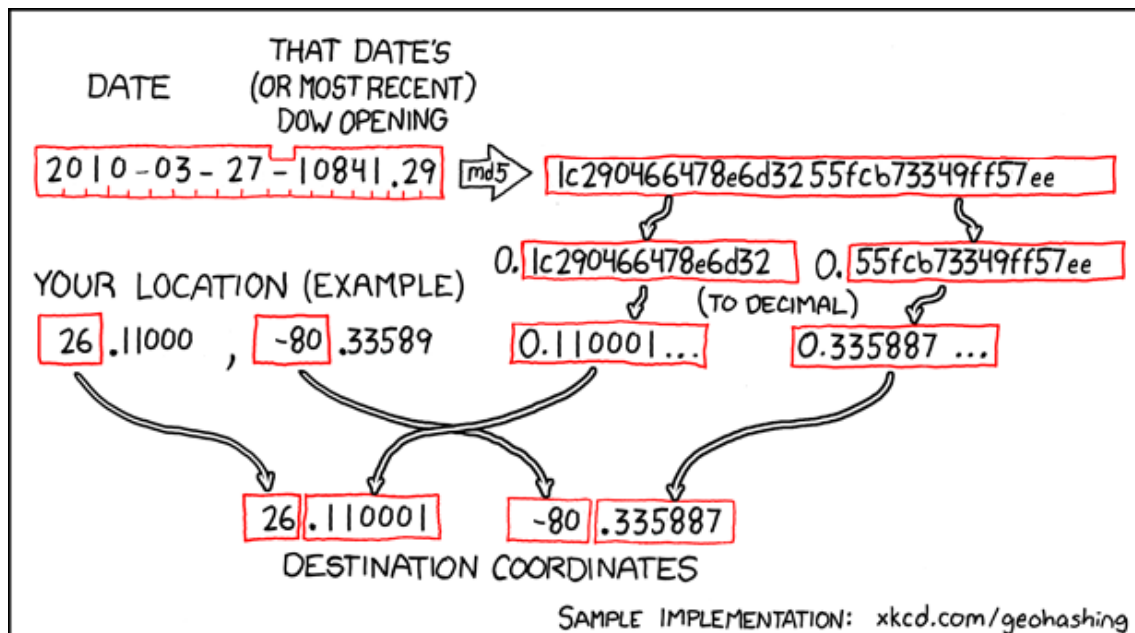 DATE
THAT DATE'S
(OR MOST RECENT)
DOW OPENING
2010-03-27-10841.29
md5
1c290466478e6d3255fcb73349ff57ee
0.1c290466478e6d32
0.55fcb73349ff57ee
YOUR LOCATION (EXAMPLE)
(TO DECIMAL)
26.11000, -80.33589
0.110001...
0.335887 ...
26.110001
-80.335887
DESTINATION COORDINATES
SAMPLE IMPLEMENTATION: xkcd.com/geohashing